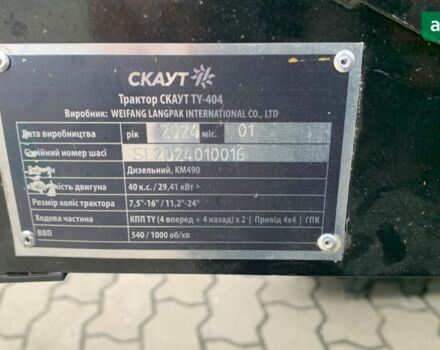 СКАУТ
Трактор СКАУТ TY-404
Виробник: WEIFANG LANGPAK INTERNATIONAL CO., LTD
Дата виробництва рік 2024 міс. 01
Серійний номер шасі SL2024010016
Дизельний, KM490
двигуна 40 к.с. / 29,41 кВт
Розмір коліс трактора 7,5"-16" / 11,2"-24"
Ходова частина КПП TY (4 вперед + 4 назад) x 2 | Привід 4x4 | ГПК
ВВП 540 / 1000 об/хв
a